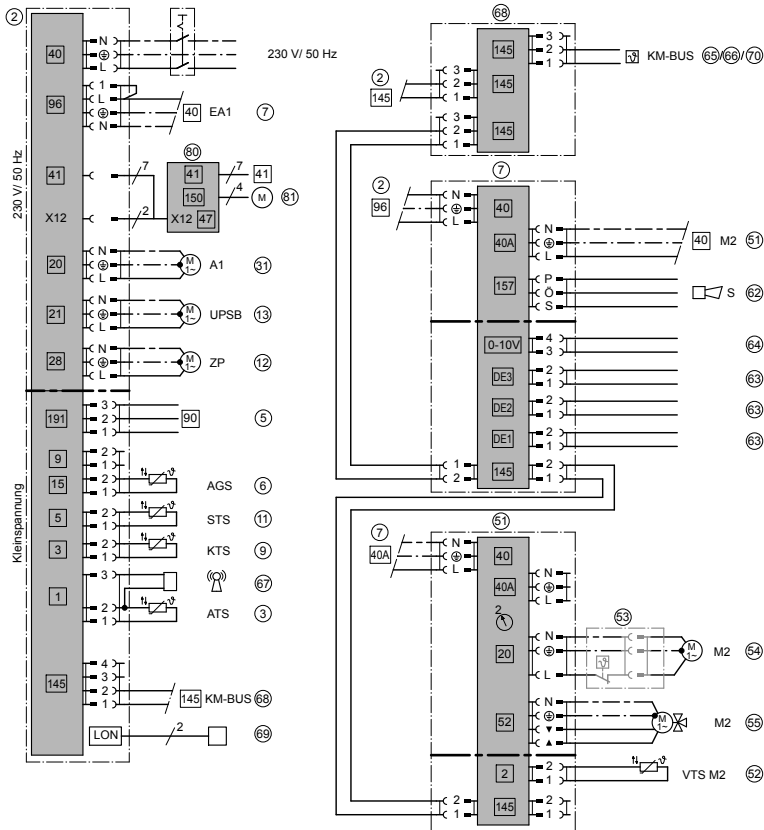 2
230 V/ 50 Hz
40
N
L
230 V/ 50 Hz
96
1
L
N
40 EA1 7
41
7
80
41
7
41
150
4
M 81
X12
2
X12 47
20
N
L
M 1~
A1 31
21
N
L
M 1~
UPSB 13
28
N
L
M 1~
ZP 12
Kleinspannung
191
3
2
1
90 5
9
2
1
15
2
1
ϑ
AGS 6
5
2
1
ϑ
STS 11
3
2
1
ϑ
KTS 9
1
3
67
2
1
ϑ
ATS 3
145
4
3
2
1
145 KM-BUS 68
LON
2
69
68
145
3
2
1
ϑ
KM-BUS 65/66/70
2
145
3
2
1
145
3
2
1
145
7
2
96
N
L
40
40A
N
L
40 M2 51
157
P
Ö
S
S 62
0-10V
4
3
64
DE3
2
1
63
DE2
2
1
63
DE1
2
1
63
1
2
145
2
1
51
7
40A
N
L
40
40A
N
L
2
53
20
N
L
ϑ
M 1~
M2 54
52
N
▼
▲
M 1~
M2 55
2
2
1
ϑ
VTS M2 52
2
1
145
2
1